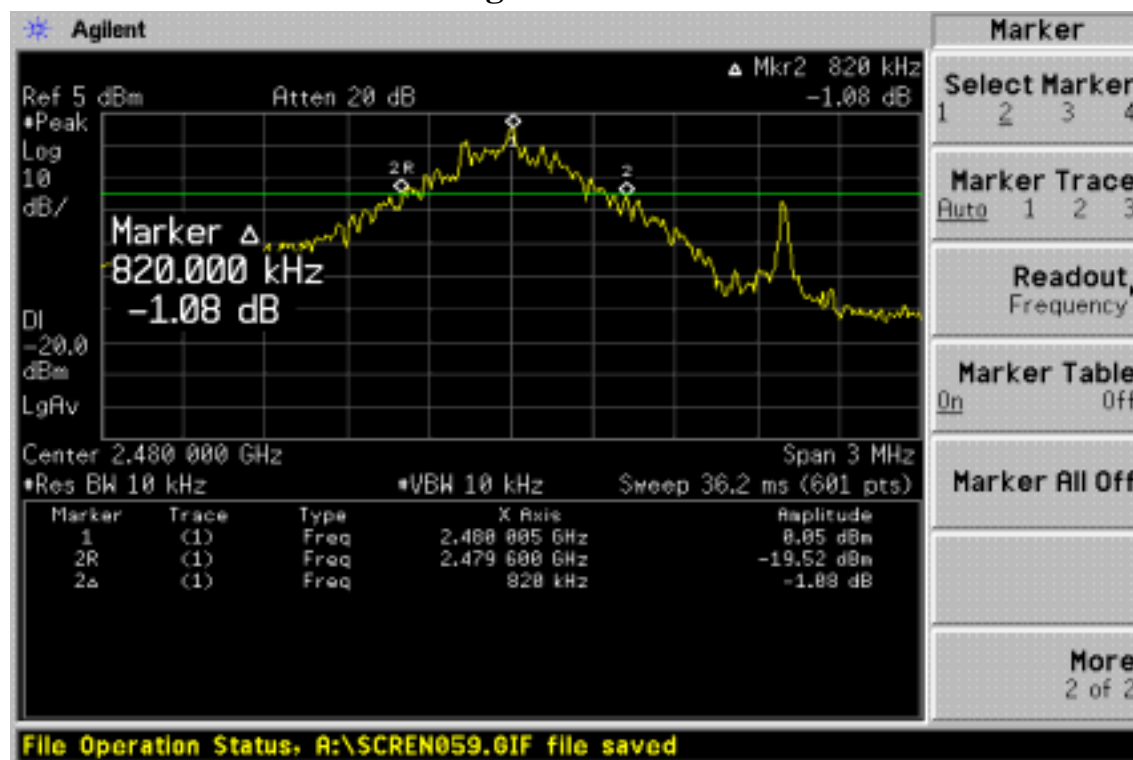 Agilent
Marker
Δ Mkr2 820 kHz
Ref 5 dBm Atten 20 dB -1.08 dB
#Peak
Log
10
dB/
1
2R
2
Marker Δ
820.000 kHz
-1.08 dB
DI
-20.0
dBm
LgAv
Center 2.480 000 GHz Span 3 MHz
#Res BW 10 kHz #VBW 10 kHz Sweep 36.2 ms (601 pts)
Marker Trace Type X Axis Amplitude
1 (1) Freq 2.480 005 GHz 0.05 dBm
2R (1) Freq 2.479 600 GHz -19.52 dBm
2Δ (1) Freq 820 kHz -1.08 dB
Select Marker
1 2 3 4
Marker Trace
Auto 1 2 3
Readout
Frequency
Marker Table
On Off
Marker All Off
More
2 of 2
File Operation Status, A:\SCREN059.GIF file saved